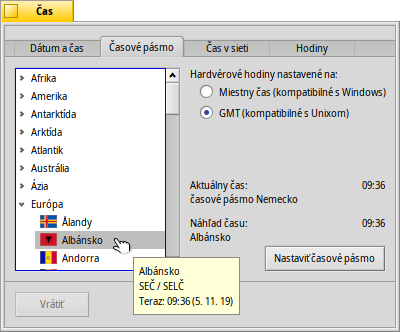 Čas
Dátum a čas
Časové pásmo
Čas v sieti
Hodiny
Afrika
Amerika
Antarktída
Arktída
Atlantik
Austrália
Ázia
Európa
Ålandy
Albánsko
Andorra
Hardvérové hodiny nastavené na:
Miestny čas (kompatibilné s Windows)
GMT (kompatibilné s Unixom)
Aktuálny čas: 09:36
časové pásmo Nemecko
Náhľad času: 09:36
Albánsko
Nastaviť časové pásmo
Albánsko
SEČ / SELČ
Teraz: 09:36 (5. 11. 19)
Vrátiť